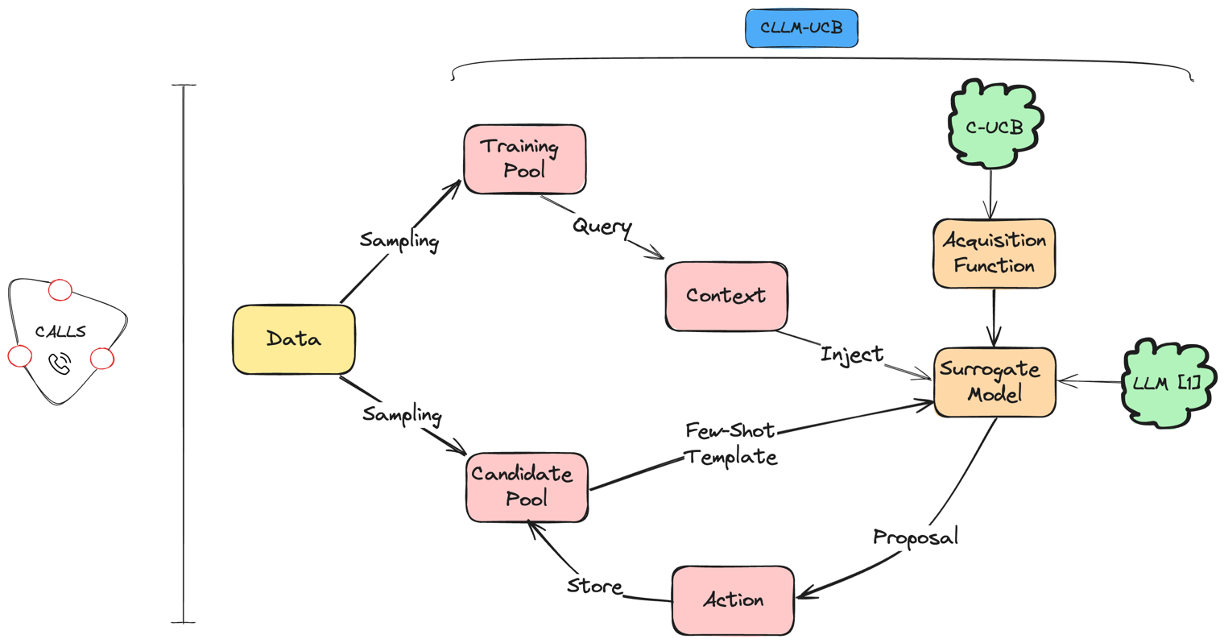 CLLM-UCB
C-UCB
Training
Pool
Sampling
Query
Acquisition
Function
Context
CALLS
Data
Inject
Surrogate
Model
LLM [1]
Sampling
Few-Shot
Template
Candidate
Pool
Proposal
Store
Action